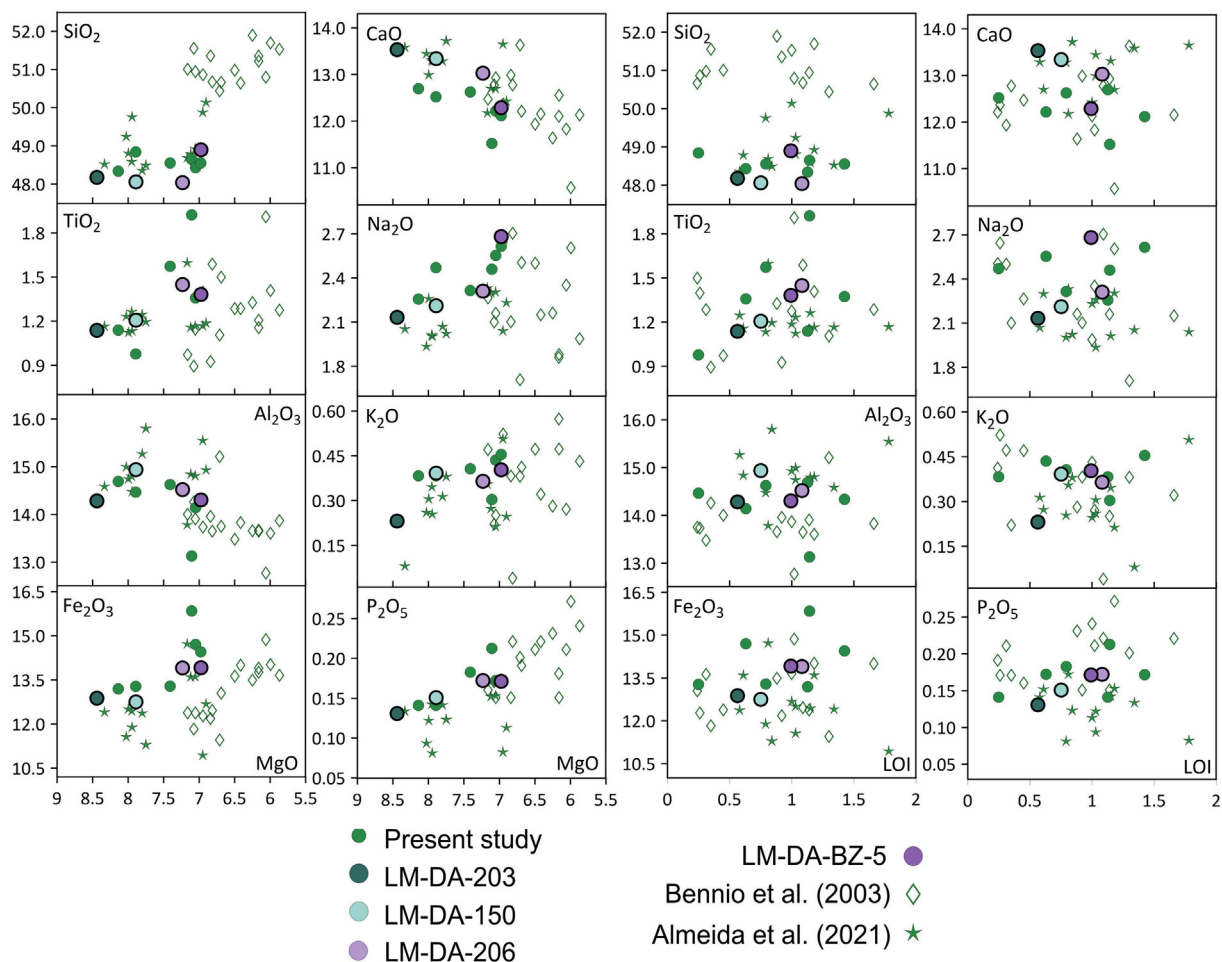 SiO₂
52.0
51.0
50.0
49.0
48.0
CaO
14.0
13.0
12.0
11.0
SiO₂
52.0
51.0
50.0
49.0
48.0
CaO
14.0
13.0
12.0
11.0
TiO₂
1.8
1.5
1.2
0.9
Na₂O
2.7
2.4
2.1
1.8
TiO₂
1.8
1.5
1.2
0.9
Na₂O
2.7
2.4
2.1
1.8
Al₂O₃
16.0
15.0
14.0
13.0
K₂O
0.60
0.45
0.30
0.15
Al₂O₃
16.0
15.0
14.0
13.0
K₂O
0.60
0.45
0.30
0.15
Fe₂O₃
16.5
15.0
13.5
12.0
10.5
MgO
P₂O₅
0.25
0.20
0.15
0.10
0.05
MgO
Fe₂O₃
16.5
15.0
13.5
12.0
10.5
LOI
P₂O₅
0.25
0.20
0.15
0.10
0.05
LOI
9 8.5 8 7.5 7 6.5 6 5.5
9 8.5 8 7.5 7 6.5 6 5.5
0 0.5 1 1.5 2
0 0.5 1 1.5 2
Present study
LM-DA-203
LM-DA-150
LM-DA-206
LM-DA-BZ-5
Bennio et al. (2003)
Almeida et al. (2021)